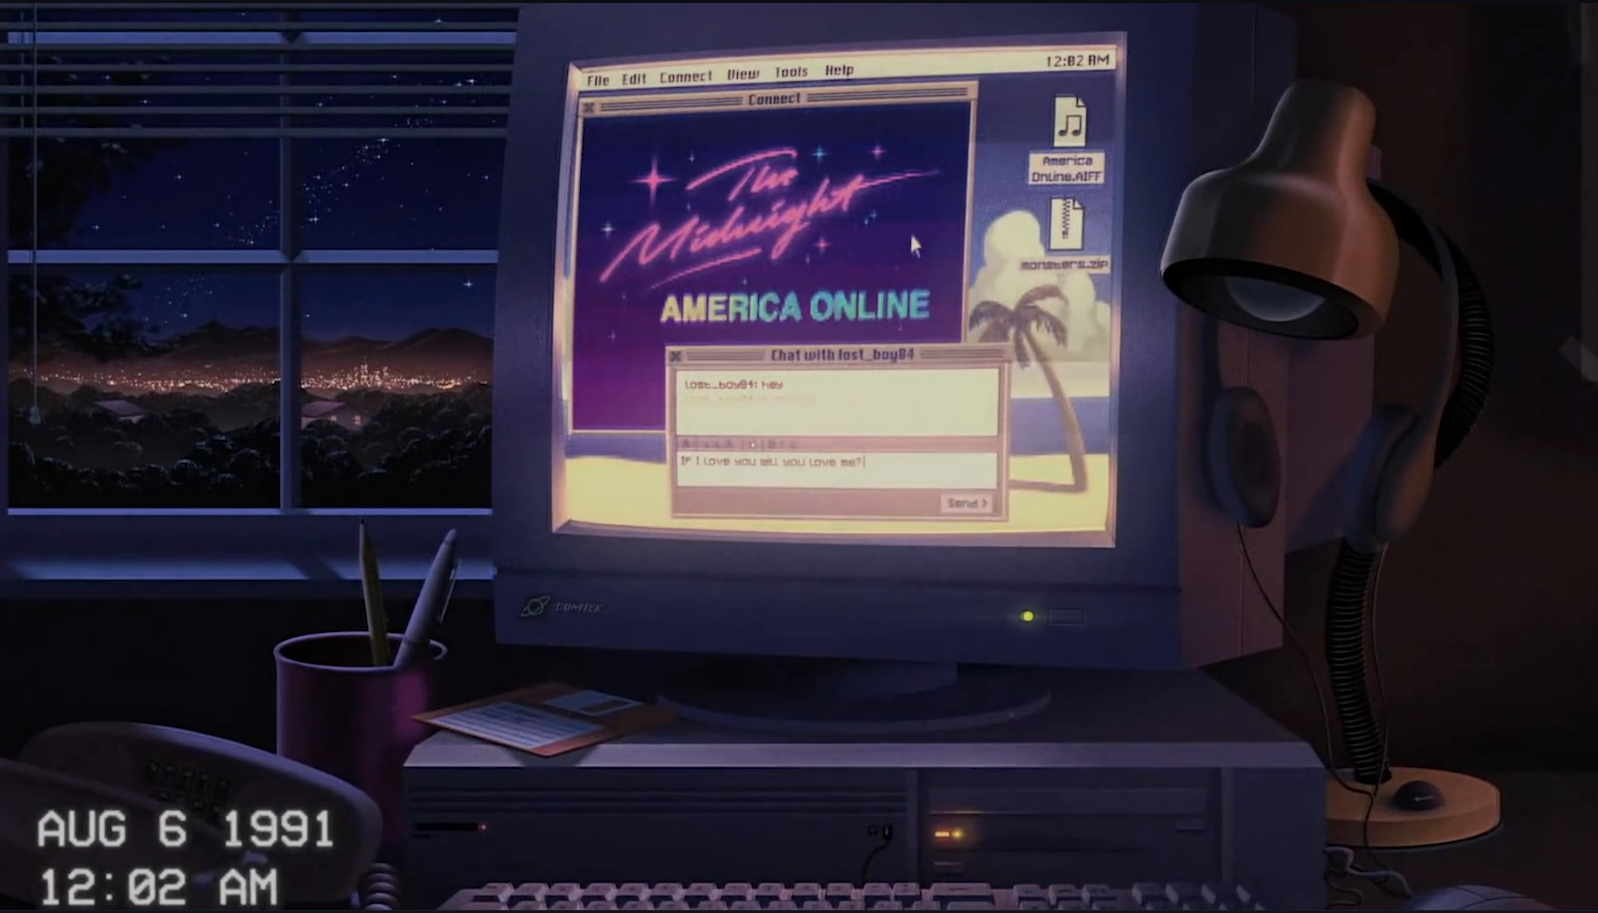 File Edit Connect View Tools Help
12:02 AM
Connect
The
Midnight
AMERICA ONLINE
America
Online.AIFF
monsters.zip
Chat with lost_boy84
lost_boy84: hey
If I love you will you love me?
Send >
COMTEK
AUG 6 1991
12:02 AM